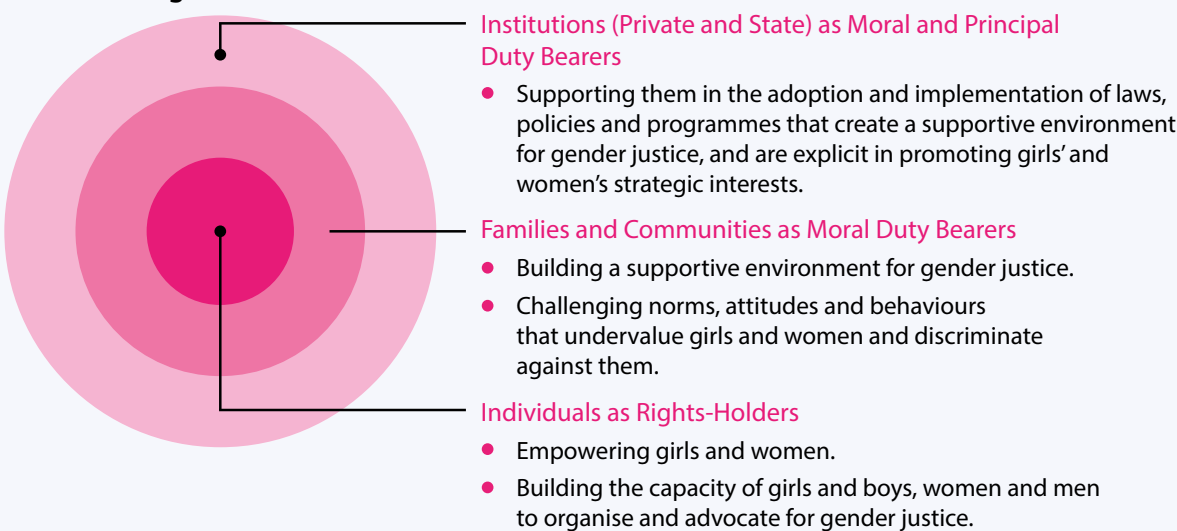 Institutions (Private and State) as Moral and Principal
Duty Bearers
• Supporting them in the adoption and implementation of laws,
policies and programmes that create a supportive environment
for gender justice, and are explicit in promoting girls’ and
women’s strategic interests.
Families and Communities as Moral Duty Bearers
• Building a supportive environment for gender justice.
• Challenging norms, attitudes and behaviours
that undervalue girls and women and discriminate
against them.
Individuals as Rights-Holders
• Empowering girls and women.
• Building the capacity of girls and boys, women and men
to organise and advocate for gender justice.